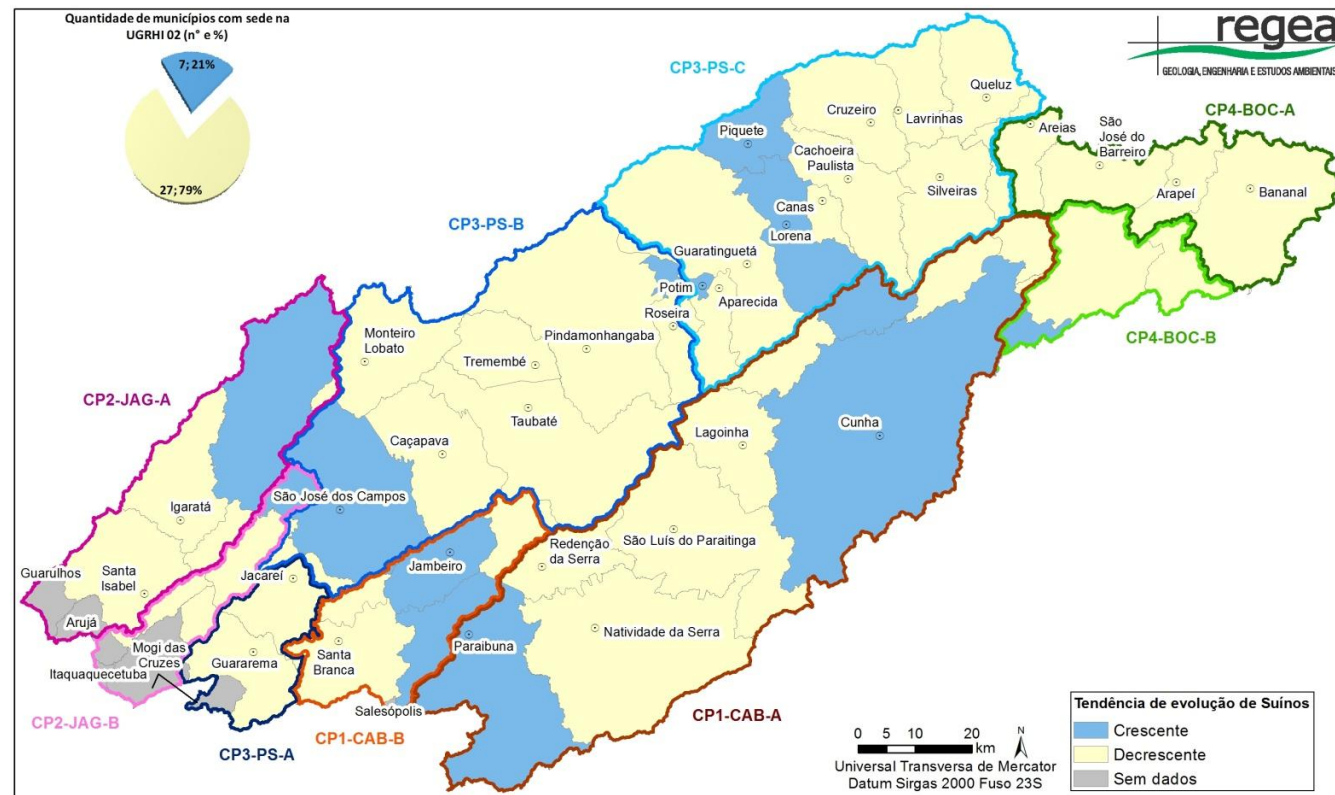 Quantidade de municípios com sede na
UGRHI 02 (n° e %)
7; 21%
27; 79%
regea
GEOLOGIA, ENGENHARIA E ESTUDOS AMBIENTAIS
CP3-PS-C
Queluz
Cruzeiro
Lavrinhas
CP4-BOC-A
Piquete
Areias
São
José do
Barreiro
Cachoeira
Paulista
Silveiras
Arapeí
Bananal
Canas
Lorena
CP3-PS-B
Guaratinguetá
Potim
Aparecida
Roseira
CP4-BOC-B
Monteiro
Lobato
Pindamonhangaba
Tremembé
CP2-JAG-A
Taubaté
Caçapava
Lagoinha
Cunha
São José dos Campos
Igaratá
São Luís do Paraitinga
Redenção
da Serra
Jambeiro
Guarulhos
Santa
Isabel
Jacareí
Arujá
Natividade da Serra
Paraibuna
Mogi das
Cruzes
Guararema
Santa
Branca
Itaquaquecetuba
Salesópolis
CP2-JAG-B
CP3-PS-A
CP1-CAB-B
CP1-CAB-A
Tendência de evolução de Suínos
Crescente
Decrescente
Sem dados
0 5 10 20
km
N
Universal Transversa de Mercator
Datum Sirgas 2000 Fuso 23S